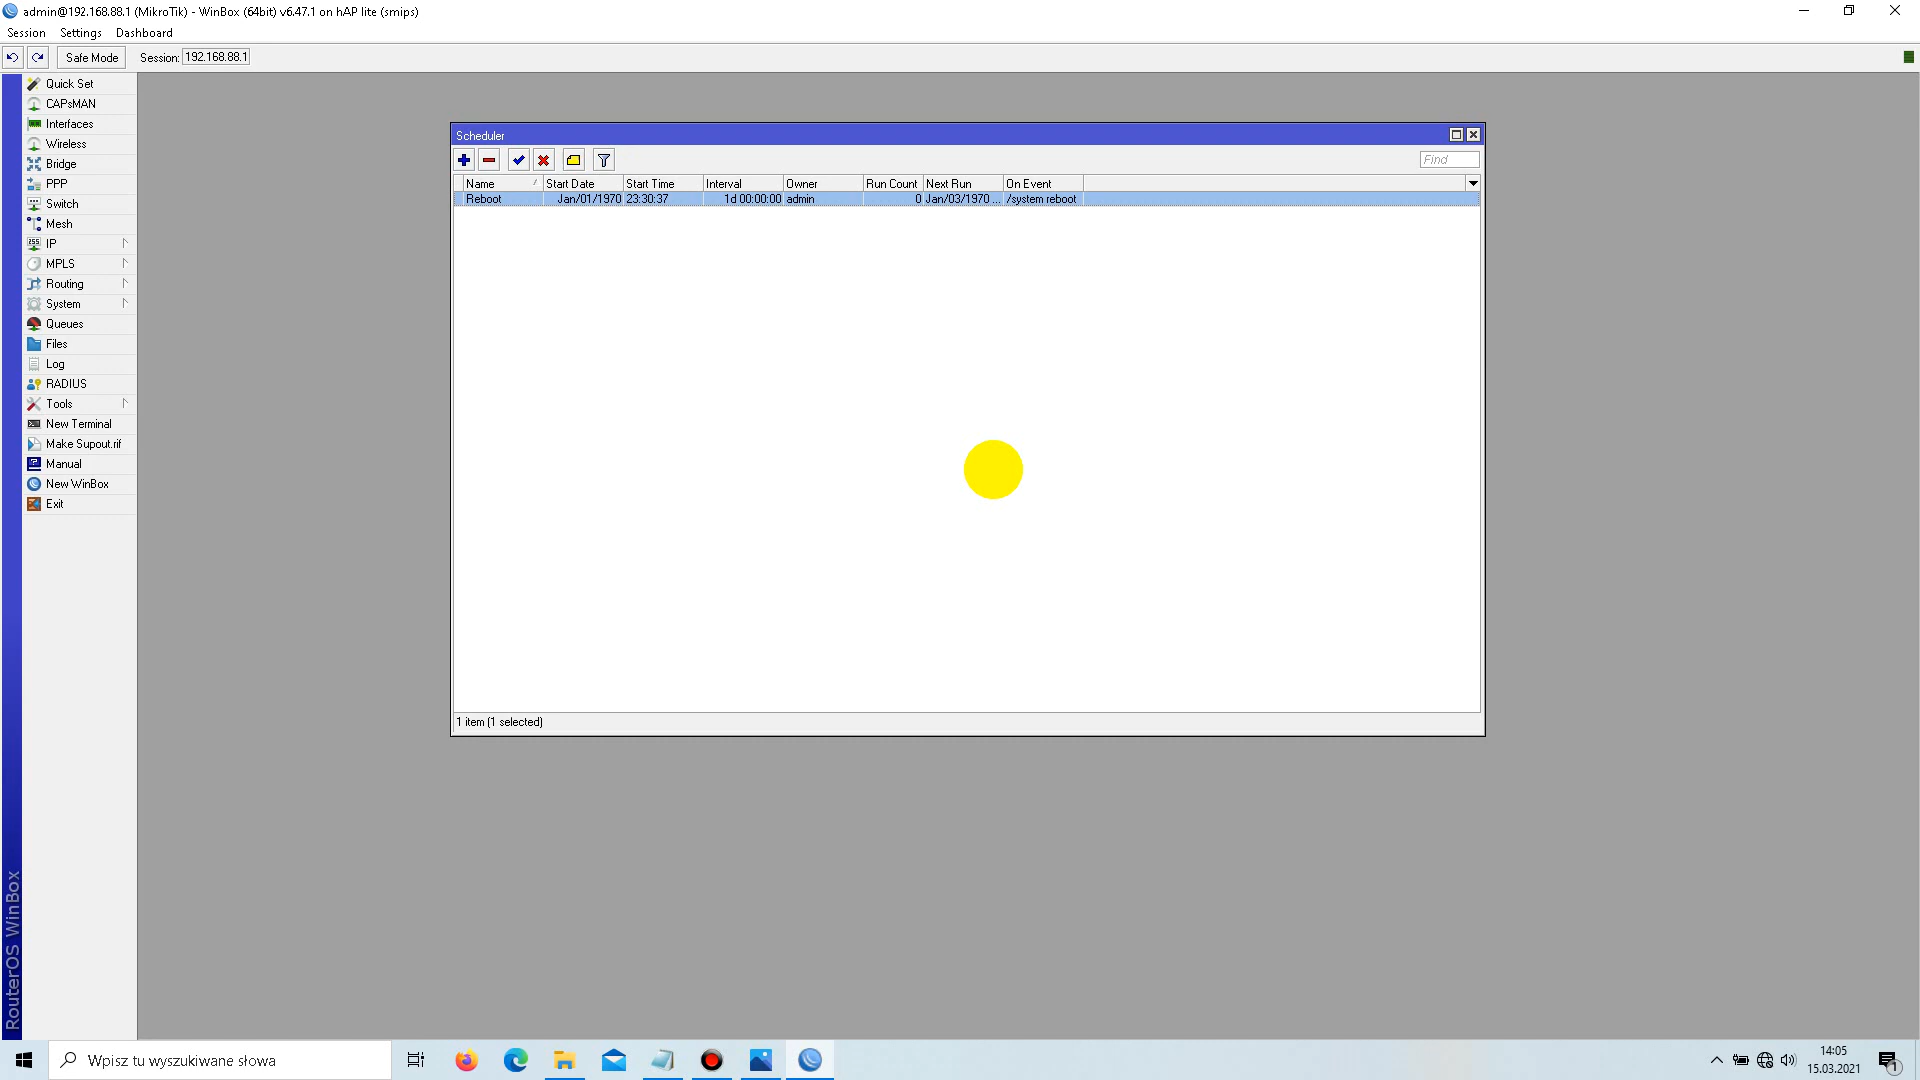 admin@192.168.88.1 (MikroTik) - WinBox (64bit) v6.47.1 on hAP lite (smips)
Session Settings Dashboard
Safe Mode Session: 192.168.88.1
Quick Set
CAPsMAN
Interfaces
Wireless
Bridge
PPP
Switch
Mesh
IP
MPLS
Routing
System
Queues
Files
Log
RADIUS
Tools
New Terminal
Make Supout.rif
Manual
New WinBox
Exit
RouterOS WinBox
Scheduler
Find
Name Start Date Start Time Interval Owner Run Count Next Run On Event
Reboot Jan/01/1970 23:30:37 1d 00:00:00 admin 0 Jan/03/1970 ... /system reboot
1 item (1 selected)
Wpisz tu wyszukiwane słowa
14:05
15.03.2021
1